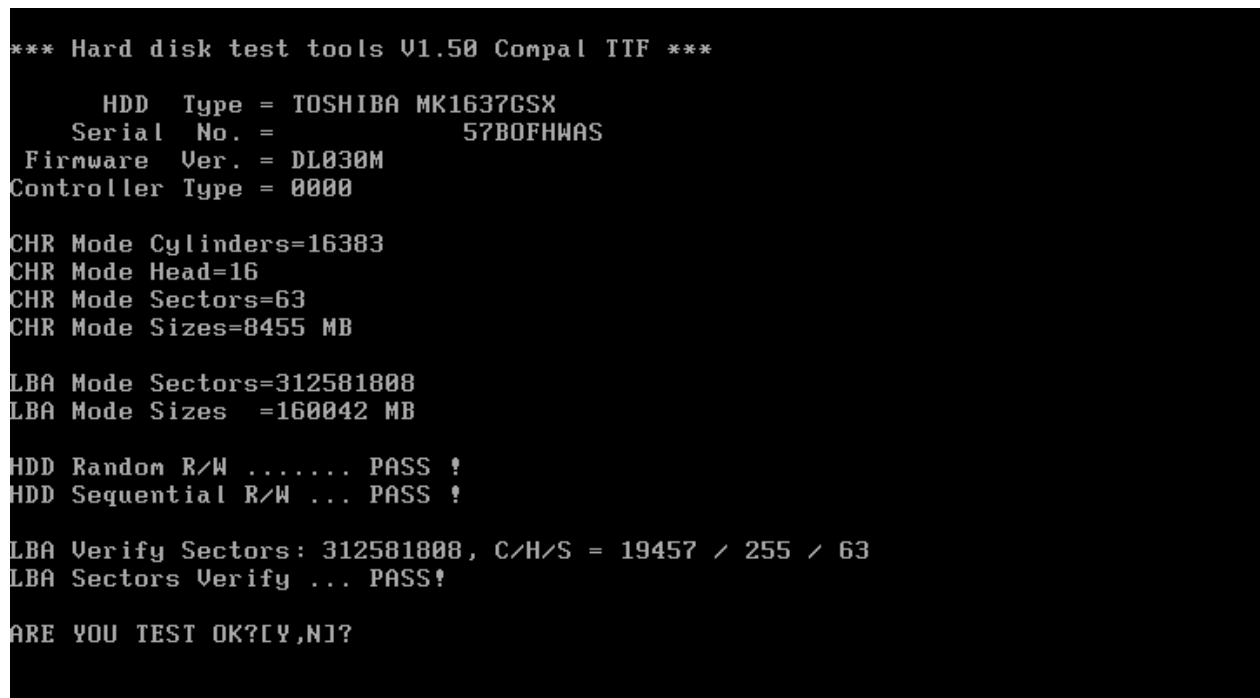 *** Hard disk test tools V1.50 Compal TTF ***
HDD Type = TOSHIBA MK1637GSX
Serial No. = 57BOFHWAS
Firmware Ver. = DL030M
Controller Type = 0000
CHR Mode Cylinders=16383
CHR Mode Head=16
CHR Mode Sectors=63
CHR Mode Sizes=8455 MB
LBA Mode Sectors=312581808
LBA Mode Sizes =160042 MB
HDD Random R/W ....... PASS !
HDD Sequential R/W ... PASS !
LBA Verify Sectors: 312581808, C/H/S = 19457 / 255 / 63
LBA Sectors Verify ... PASS!
ARE YOU TEST OK?[Y,N]?